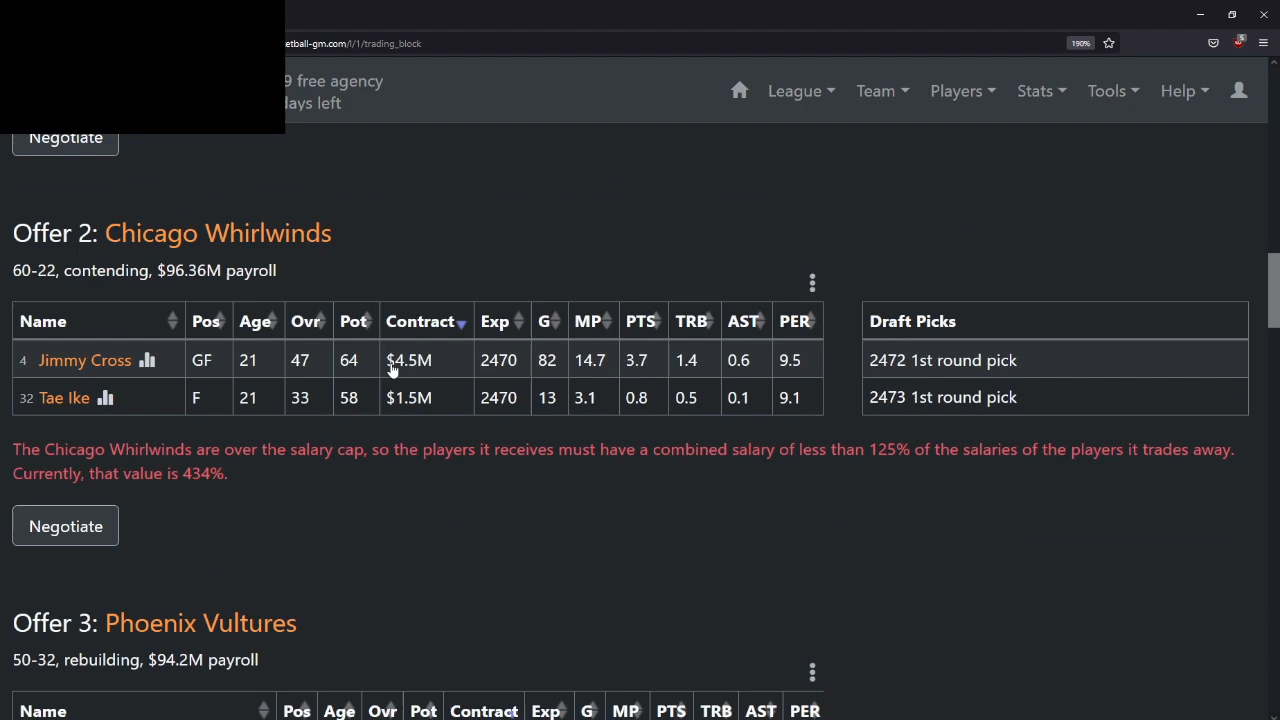 etball-gm.com/l/1/trading_block
190%
5
9 free agency
days left
League
Team
Players
Stats
Tools
Help
Negotiate
Offer 2: Chicago Whirlwinds
60-22, contending, $96.36M payroll
Name Pos Age Ovr Pot Contract Exp G MP PTS TRB AST PER Draft Picks
4 Jimmy Cross GF 21 47 64 $4.5M 2470 82 14.7 3.7 1.4 0.6 9.5 2472 1st round pick
32 Tae Ike F 21 33 58 $1.5M 2470 13 3.1 0.8 0.5 0.1 9.1 2473 1st round pick
The Chicago Whirlwinds are over the salary cap, so the players it receives must have a combined salary of less than 125% of the salaries of the players it trades away.
Currently, that value is 434%.
Negotiate
Offer 3: Phoenix Vultures
50-32, rebuilding, $94.2M payroll
Name Pos Age Ovr Pot Contract Exp G MP PTS TRB AST PER